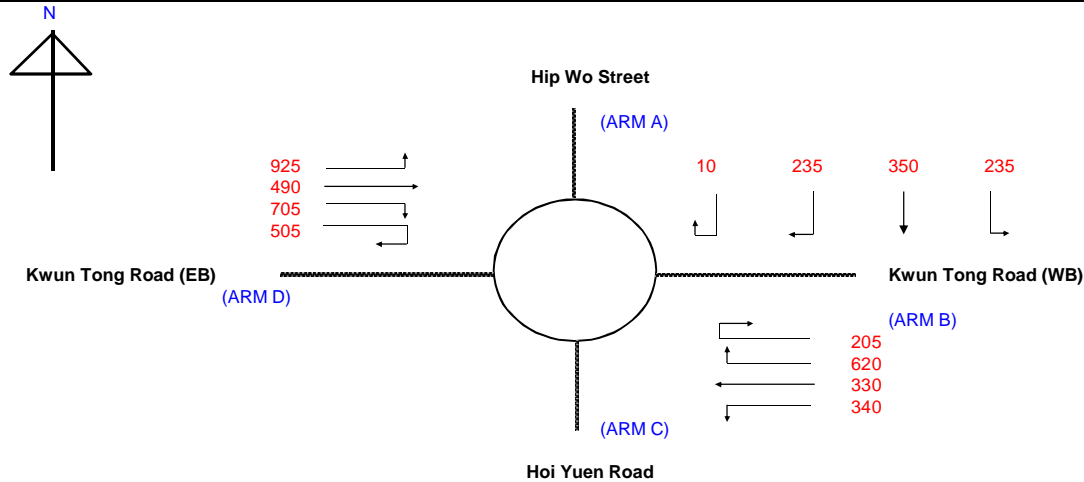 N
Hip Wo Street
(ARM A)
925
490
705
505
10 235 350 235
Kwun Tong Road (EB)
(ARM D)
Kwun Tong Road (WB)
(ARM B)
205
620
330
340
(ARM C)
Hoi Yuen Road